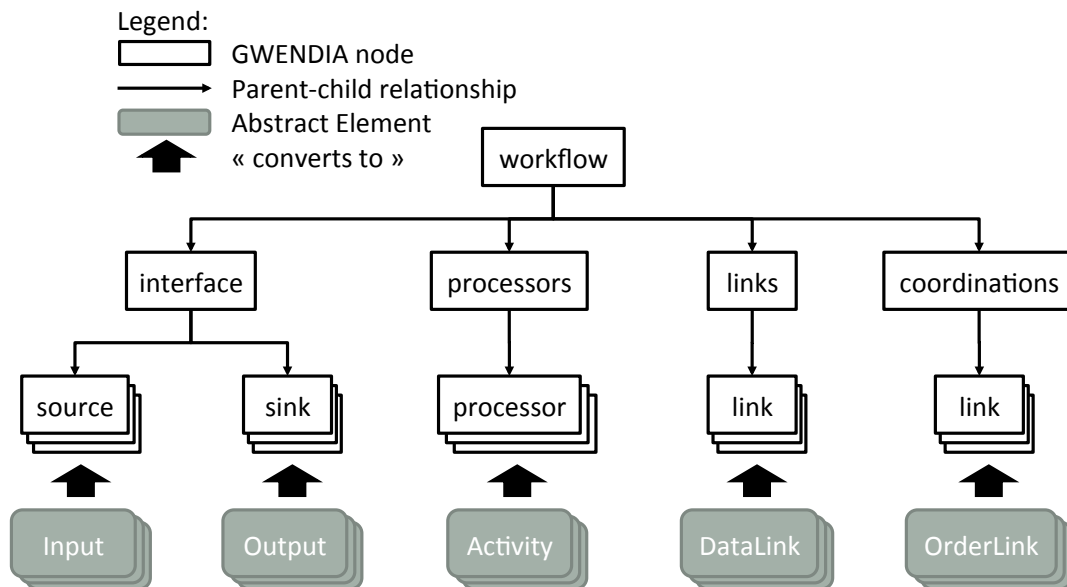 Legend:
GWENDIA node
Parent-child relationship
Abstract Element
« converts to »
workflow
interface
processors
links
coordinations
source
sink
processor
link
link
Input
Output
Activity
DataLink
OrderLink